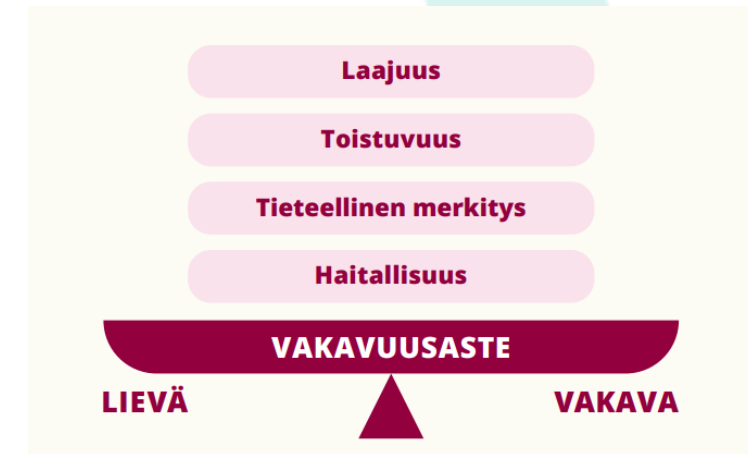 Laajuus
Toistuvuus
Tieteellinen merkitys
Haitallisuus
VAKAVUUSASTE
LIEVÄ
VAKAVA